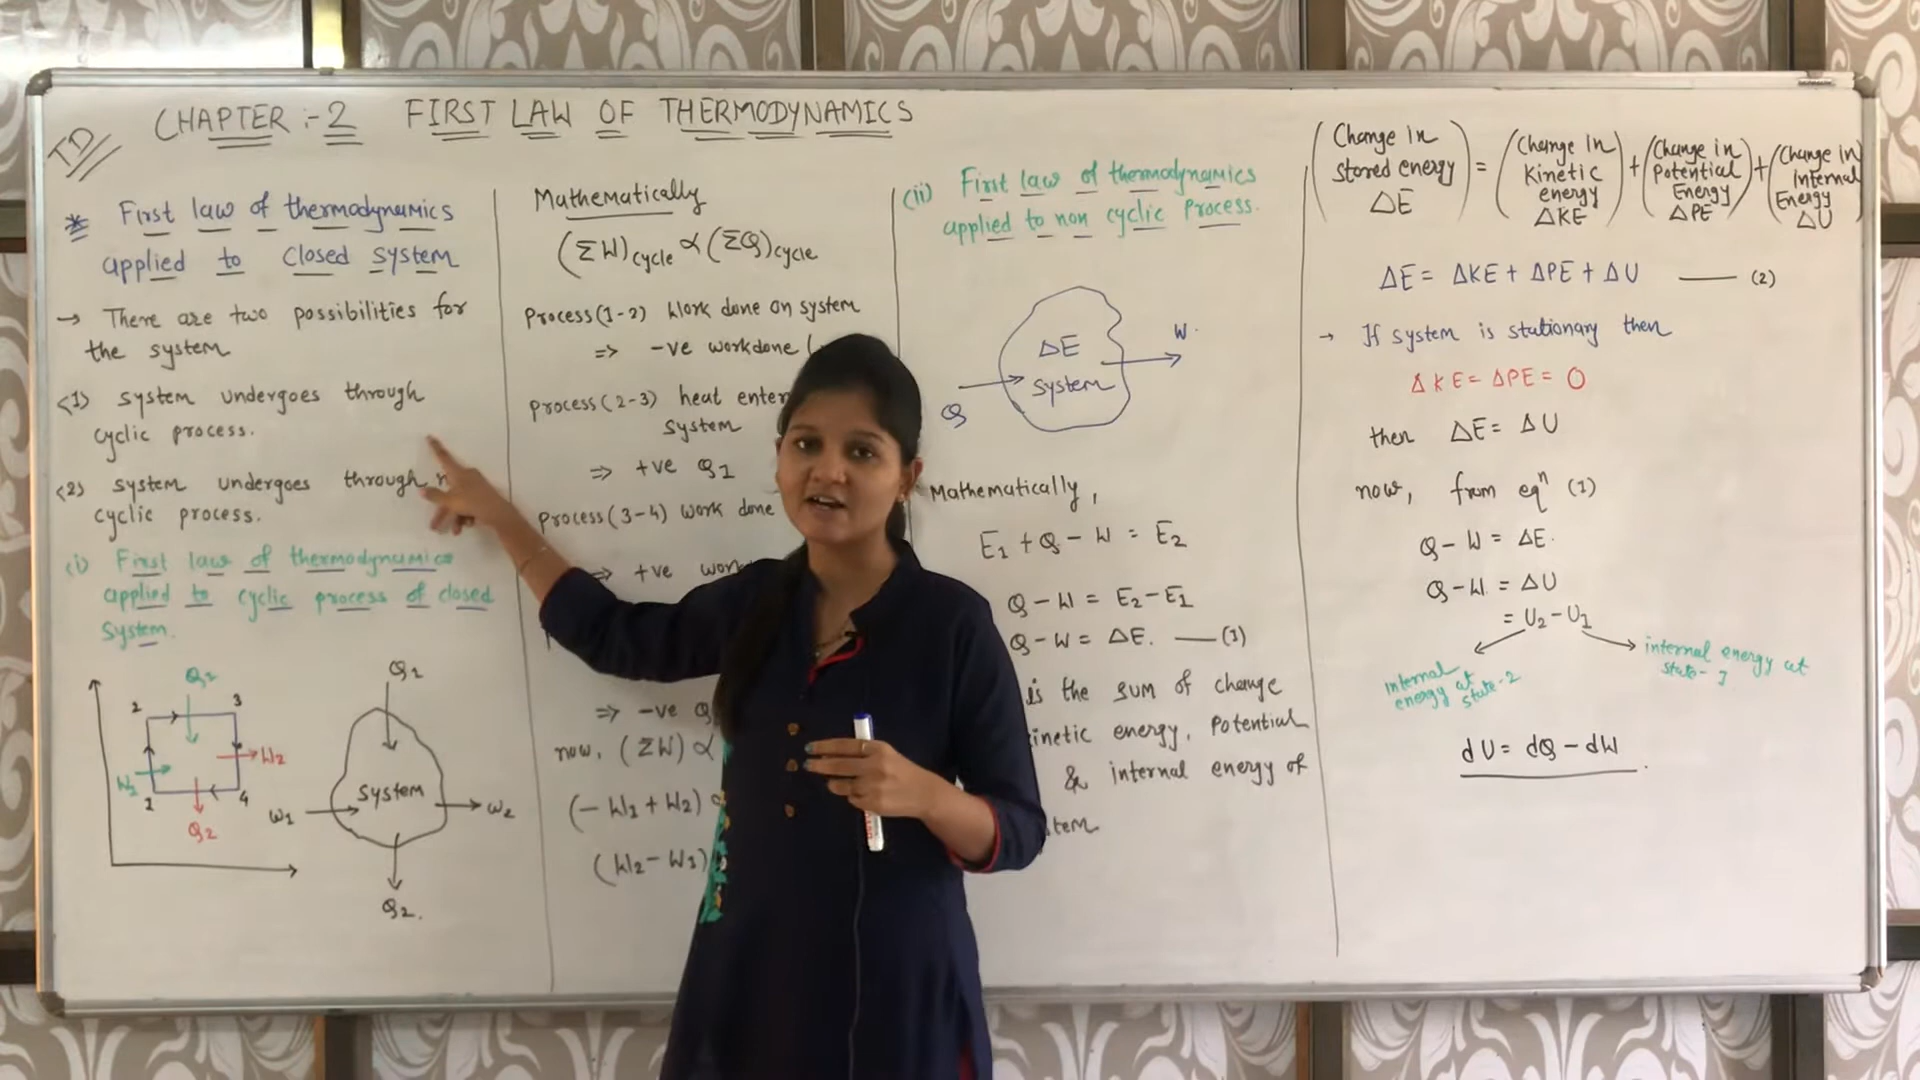 TD
CHAPTER :- 2 FIRST LAW OF THERMODYNAMICS
* First law of thermodynamics
applied to closed system
→ There are two possibilities for
the system
<1> system undergoes through
cyclic process.
<2> system undergoes through
cyclic process.
(i) First law of thermodynamics
applied to cyclic process of closed
system.
2
3
W2
1
4
Q2
Q1
W1
System
W2
Q2.
Mathematically
(ΣW)cycle ∝ (ΣQ)cycle
Process(1-2) Work done on system
=> -ve workdone (
process(2-3) heat enter
system
=> +ve Q1
process(3-4) work done
=> +ve work
=> -ve Q
now, (ΣW) ∝
(- W1 + W2)
(W2 - W1)
(ii) First law of thermodynamics
applied to non cyclic Process.
ΔE
system
W.
Q
Mathematically,
E1 + Q - W = E2
Q - W = E2 - E1
Q - W = ΔE. — (1)
is the sum of change
kinetic energy, potential
& internal energy of
(Change in stored energy ΔE) = (Change in Kinetic energy ΔKE) + (Change in Potential Energy ΔPE) + (Change in Internal Energy ΔU)
ΔE = ΔKE + ΔPE + ΔU — (2)
→ If system is stationary then
ΔKE = ΔPE = 0
then ΔE = ΔU
now, from eqn (1)
Q - W = ΔE.
Q - W = ΔU
= U2 - U1
internal
energy at
state-2
internal energy at
state-1
dU = dQ - dW.